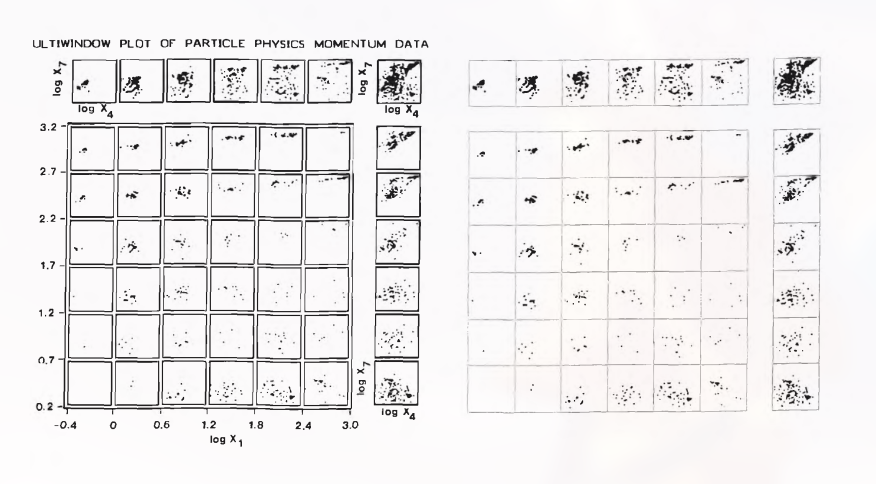 ULTIWINDOW PLOT OF PARTICLE PHYSICS MOMENTUM DATA
log X7
log X7
log X4
log X4
3.2
2.7
2.2
1.7
1.2
0.7
0.2
log X7
log X4
-0.4 0 0.6 1.2 1.8 2.4 3.0
log X1